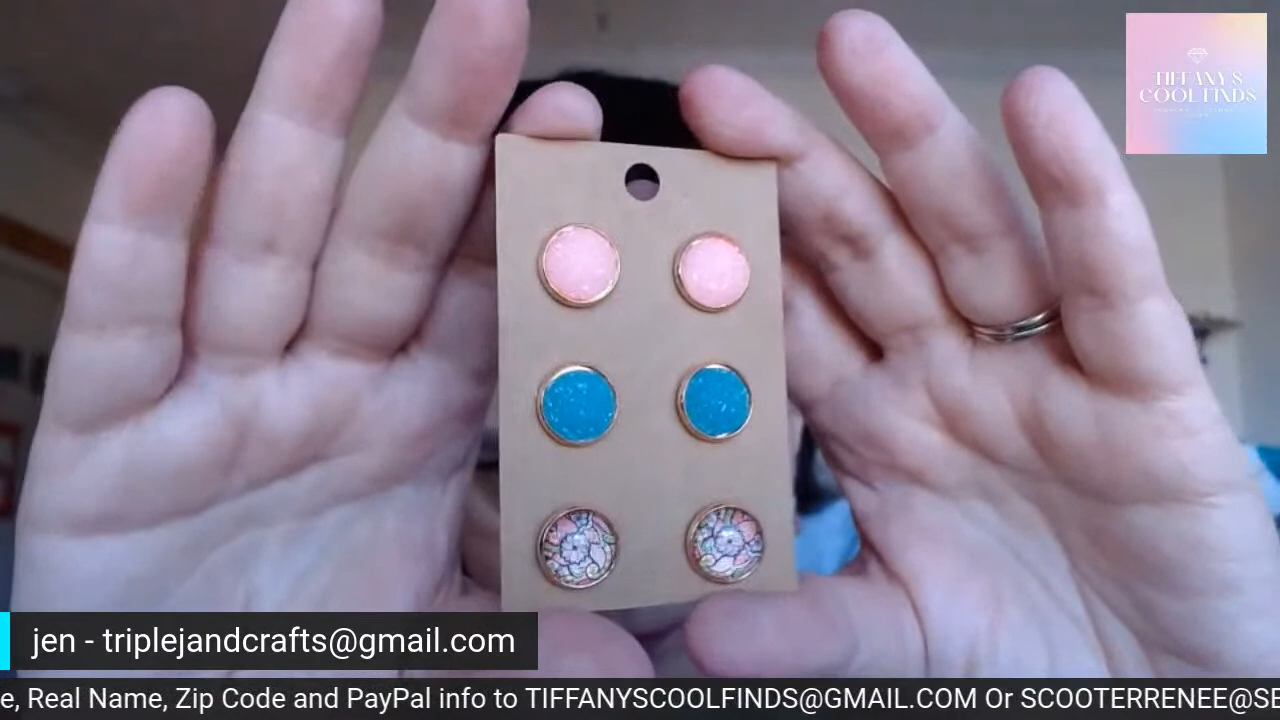 TIFFANY'S
COOL FINDS
jen - triplejandcrafts@gmail.com
e, Real Name, Zip Code and PayPal info to TIFFANYSCOOLFINDS@GMAIL.COM Or SCOOTERRENEE@SE